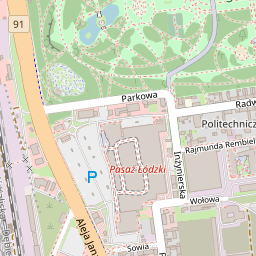 91
Parkowa
Radw
Politechnicz
Rajmunda Rembiel
Pasaż Łódzki
Inżynierska
P
Wołowa
Aleja Jan
Sowia